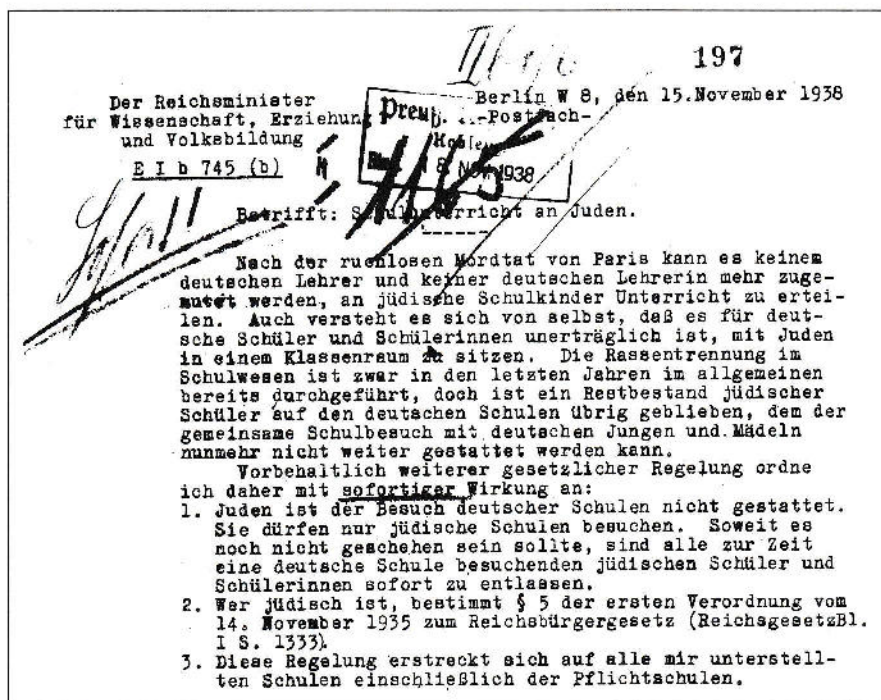 197
Der Reichsminister
für Wissenschaft, Erziehung
und Volksbildung
E I b 745 (b)
Berlin W 8, den 15.November 1938
-Postfach-
Preuß.
1938
Betrifft: Schulunterricht an Juden.
Nach der ruchlosen Mordtat von Paris kann es keinem
deutschen Lehrer und keiner deutschen Lehrerin mehr zuge-
mutet werden, an jüdische Schulkinder Unterricht zu ertei-
len. Auch versteht es sich von selbst, daß es für deut-
sche Schüler und Schülerinnen unerträglich ist, mit Juden
in einem Klassenraum zu sitzen. Die Rassentrennung im
Schulwesen ist zwar in den letzten Jahren im allgemeinen
bereits durchgeführt, doch ist ein Restbestand jüdischer
Schüler auf den deutschen Schulen übrig geblieben, dem der
gemeinsame Schulbesuch mit deutschen Jungen und Mädeln
nunmehr nicht weiter gestattet werden kann.
Vorbehaltlich weiterer gesetzlicher Regelung ordne
ich daher mit sofortiger Wirkung an:
1. Juden ist der Besuch deutscher Schulen nicht gestattet.
Sie dürfen nur jüdische Schulen besuchen. Soweit es
noch nicht geschehen sein sollte, sind alle zur Zeit
eine deutsche Schule besuchenden jüdischen Schüler und
Schülerinnen sofort zu entlassen.
2. Wer jüdisch ist, bestimmt § 5 der ersten Verordnung vom
14. November 1935 zum Reichsbürgergesetz (ReichsgesetzBl.
I S. 1333).
3. Diese Regelung erstreckt sich auf alle mir unterstell-
ten Schulen einschließlich der Pflichtschulen.